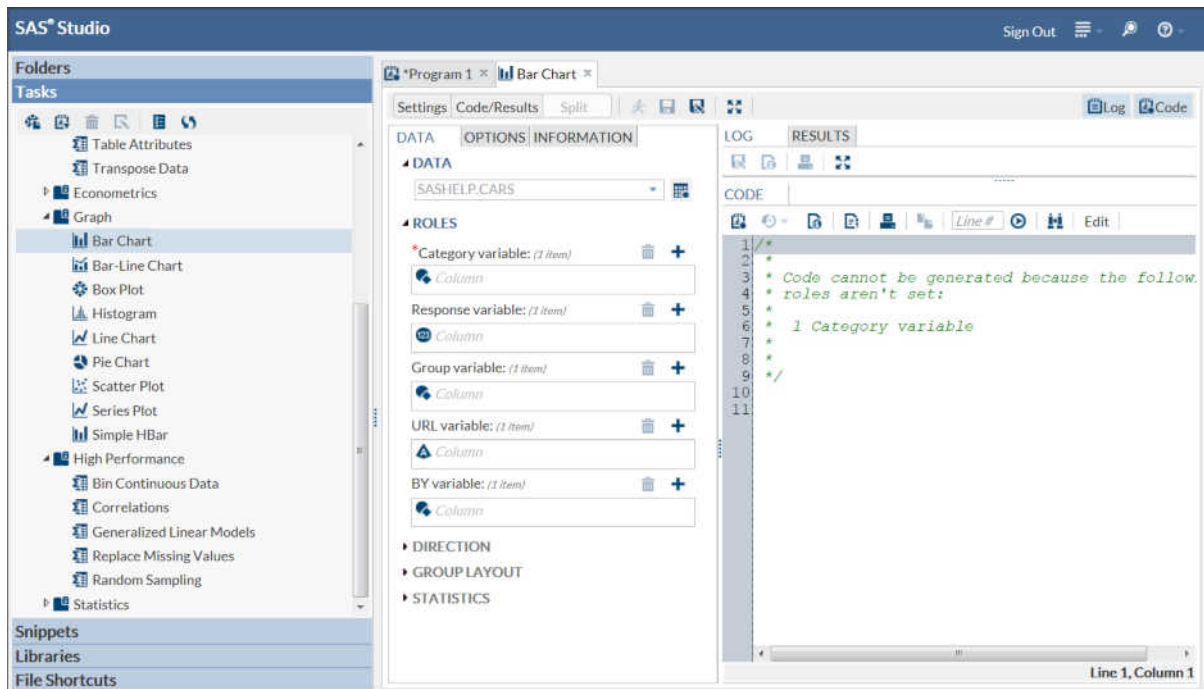 SAS® Studio
Sign Out
Folders
Tasks
Table Attributes
Transpose Data
Econometrics
Graph
Bar Chart
Bar-Line Chart
Box Plot
Histogram
Line Chart
Pie Chart
Scatter Plot
Series Plot
Simple HBar
High Performance
Bin Continuous Data
Correlations
Generalized Linear Models
Replace Missing Values
Random Sampling
Statistics
Snippets
Libraries
File Shortcuts
*Program 1 × Bar Chart ×
Settings Code/Results Split
Log Code
DATA OPTIONS INFORMATION
DATA
SASHELP.CARS
ROLES
*Category variable: (1 item)
Column
Response variable: (1 item)
123 Column
Group variable: (1 item)
Column
URL variable: (1 item)
Column
BY variable: (1 item)
Column
DIRECTION
GROUP LAYOUT
STATISTICS
LOG RESULTS
CODE
Line # Edit
1 /*
2 *
3 * Code cannot be generated because the follow
4 * roles aren't set:
5 *
6 * 1 Category variable
7 *
8 *
9 */
10
11
Line 1, Column 1